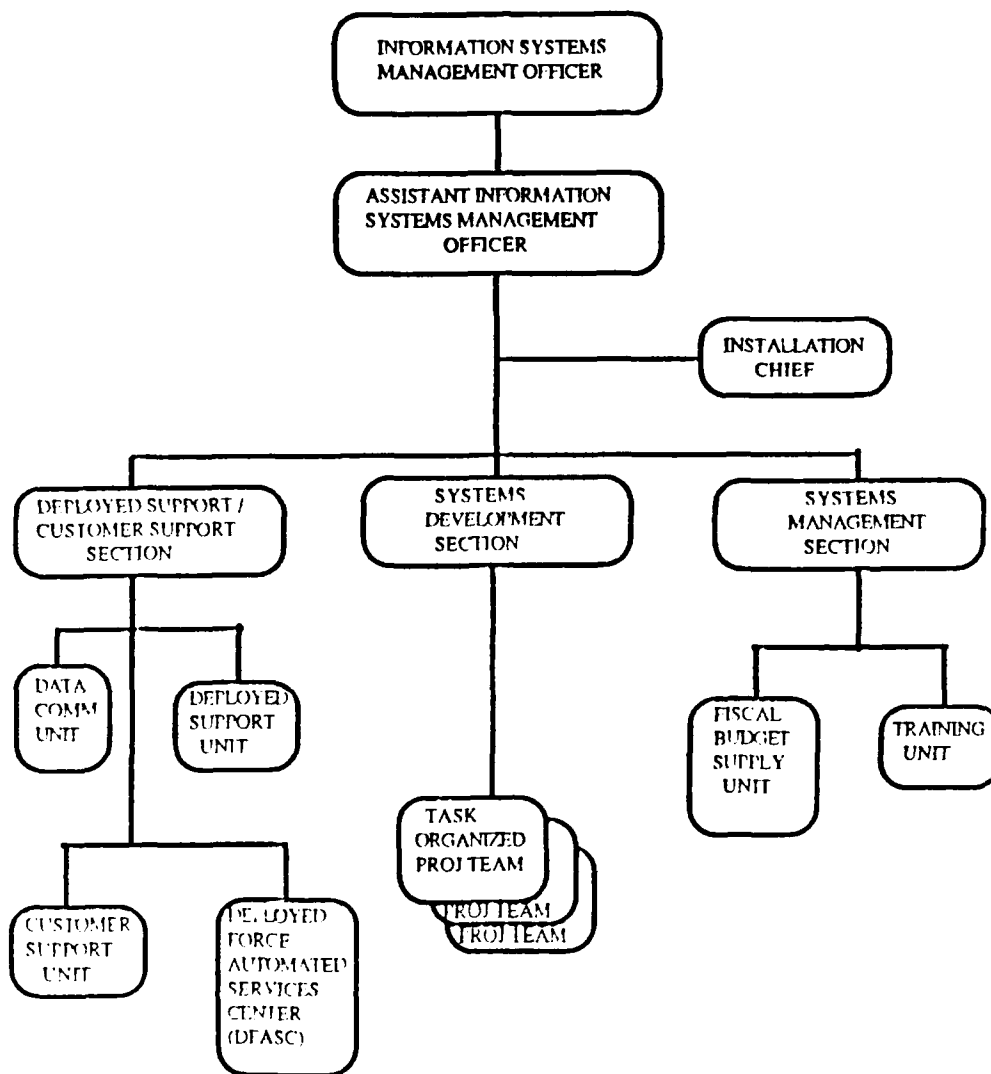 INFORMATION SYSTEMS
MANAGEMENT OFFICER
ASSISTANT INFORMATION
SYSTEMS MANAGEMENT
OFFICER
INSTALLATION
CHIEF
DEPLOYED SUPPORT /
CUSTOMER SUPPORT
SECTION
SYSTEMS
DEVELOPMENT
SECTION
SYSTEMS
MANAGEMENT
SECTION
DATA
COMM
UNIT
DEPLOYED
SUPPORT
UNIT
FISCAL
BUDGET
SUPPLY
UNIT
TRAINING
UNIT
TASK
ORGANIZED
PROJ TEAM
PROJ TEAM
PROJ TEAM
CUSTOMER
SUPPORT
UNIT
DEPLOYED
FORCE
AUTOMATED
SERVICES
CENTER
(DFASC)